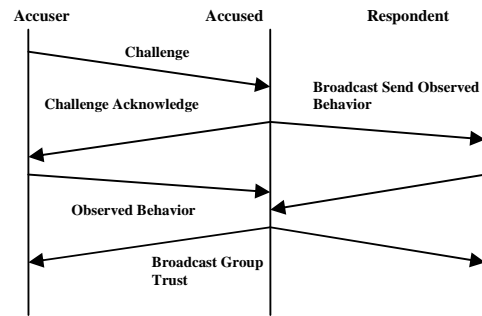 Accuser Accused Respondent
Challenge
Broadcast Send Observed
Behavior
Challenge Acknowledge
Observed Behavior
Broadcast Group
Trust